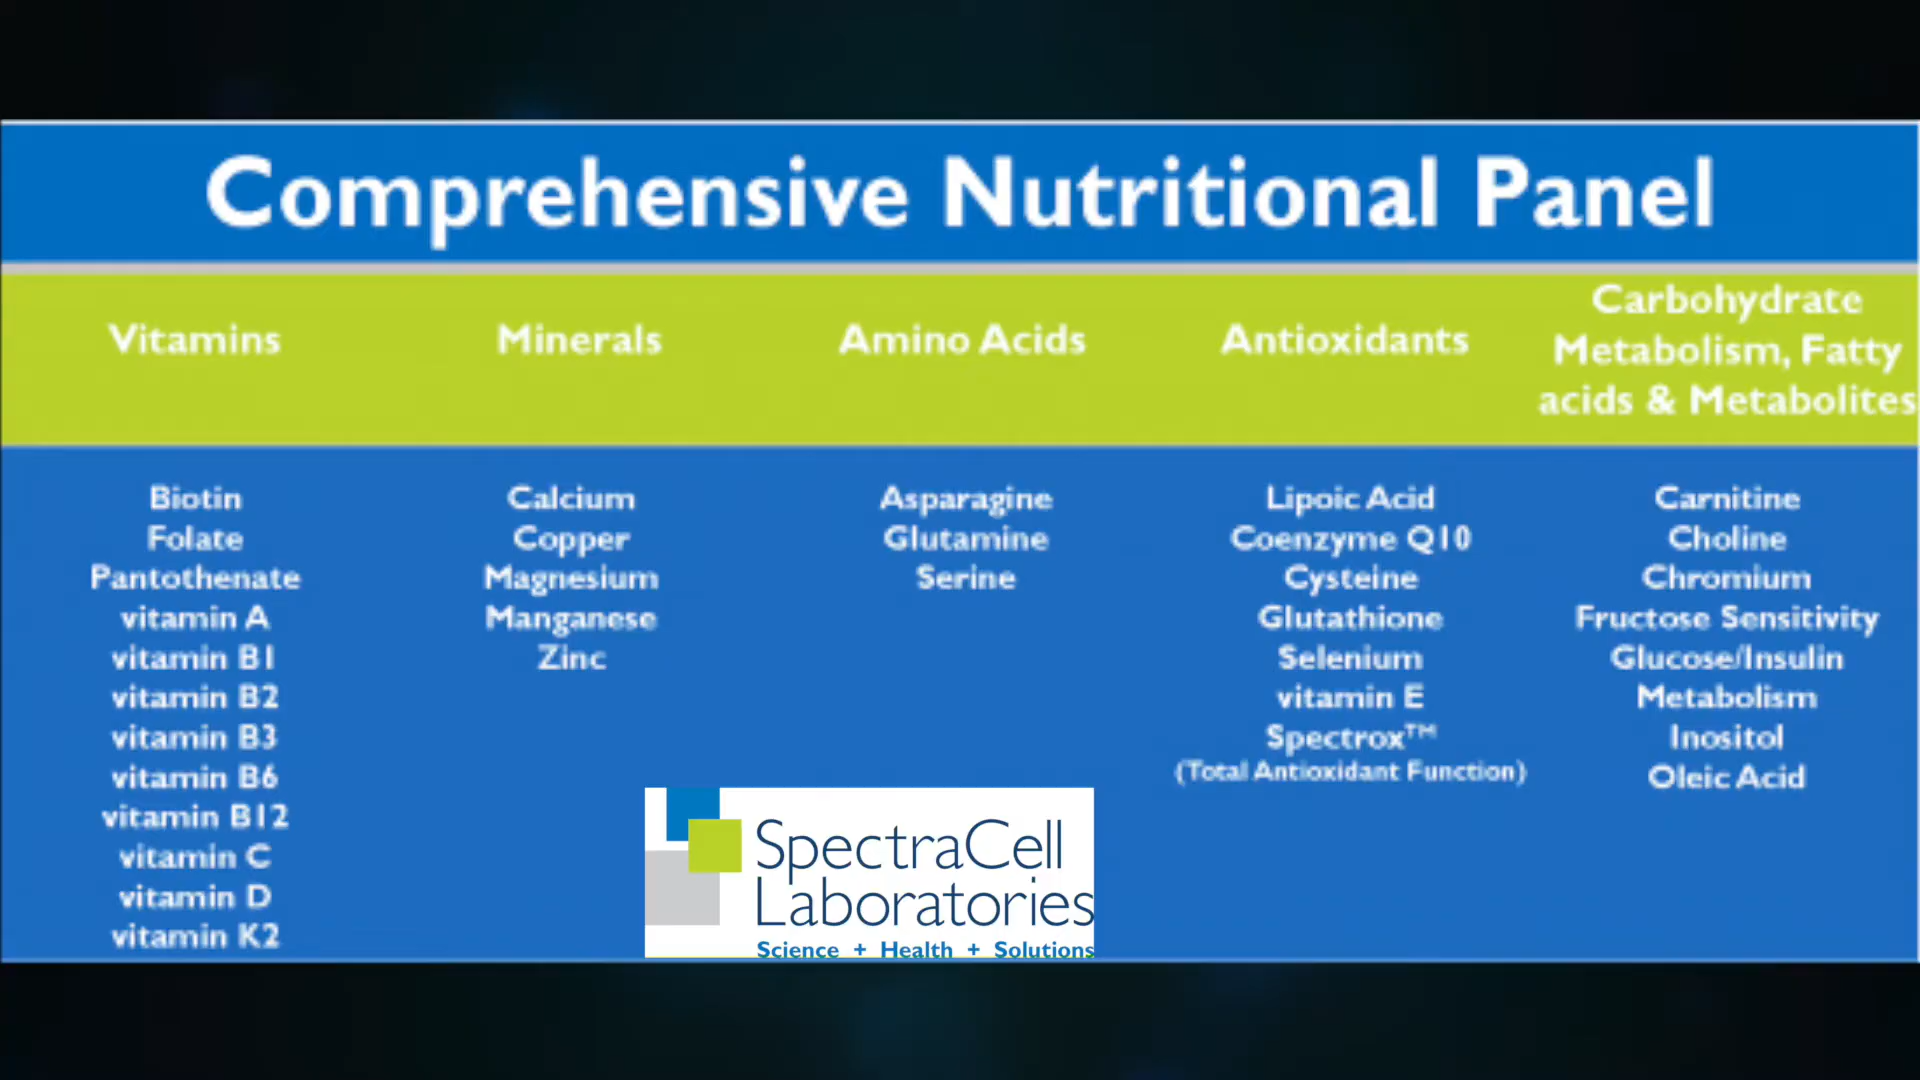 Comprehensive Nutritional Panel
Vitamins
Minerals
Amino Acids
Antioxidants
Carbohydrate
Metabolism, Fatty
acids & Metabolites
Biotin
Folate
Pantothenate
vitamin A
vitamin B1
vitamin B2
vitamin B3
vitamin B6
vitamin B12
vitamin C
vitamin D
vitamin K2
Calcium
Copper
Magnesium
Manganese
Zinc
Asparagine
Glutamine
Serine
Lipoic Acid
Coenzyme Q10
Cysteine
Glutathione
Selenium
vitamin E
Spectrox™
(Total Antioxidant Function)
Carnitine
Choline
Chromium
Fructose Sensitivity
Glucose/Insulin
Metabolism
Inositol
Oleic Acid
SpectraCell
Laboratories
Science + Health + Solutions